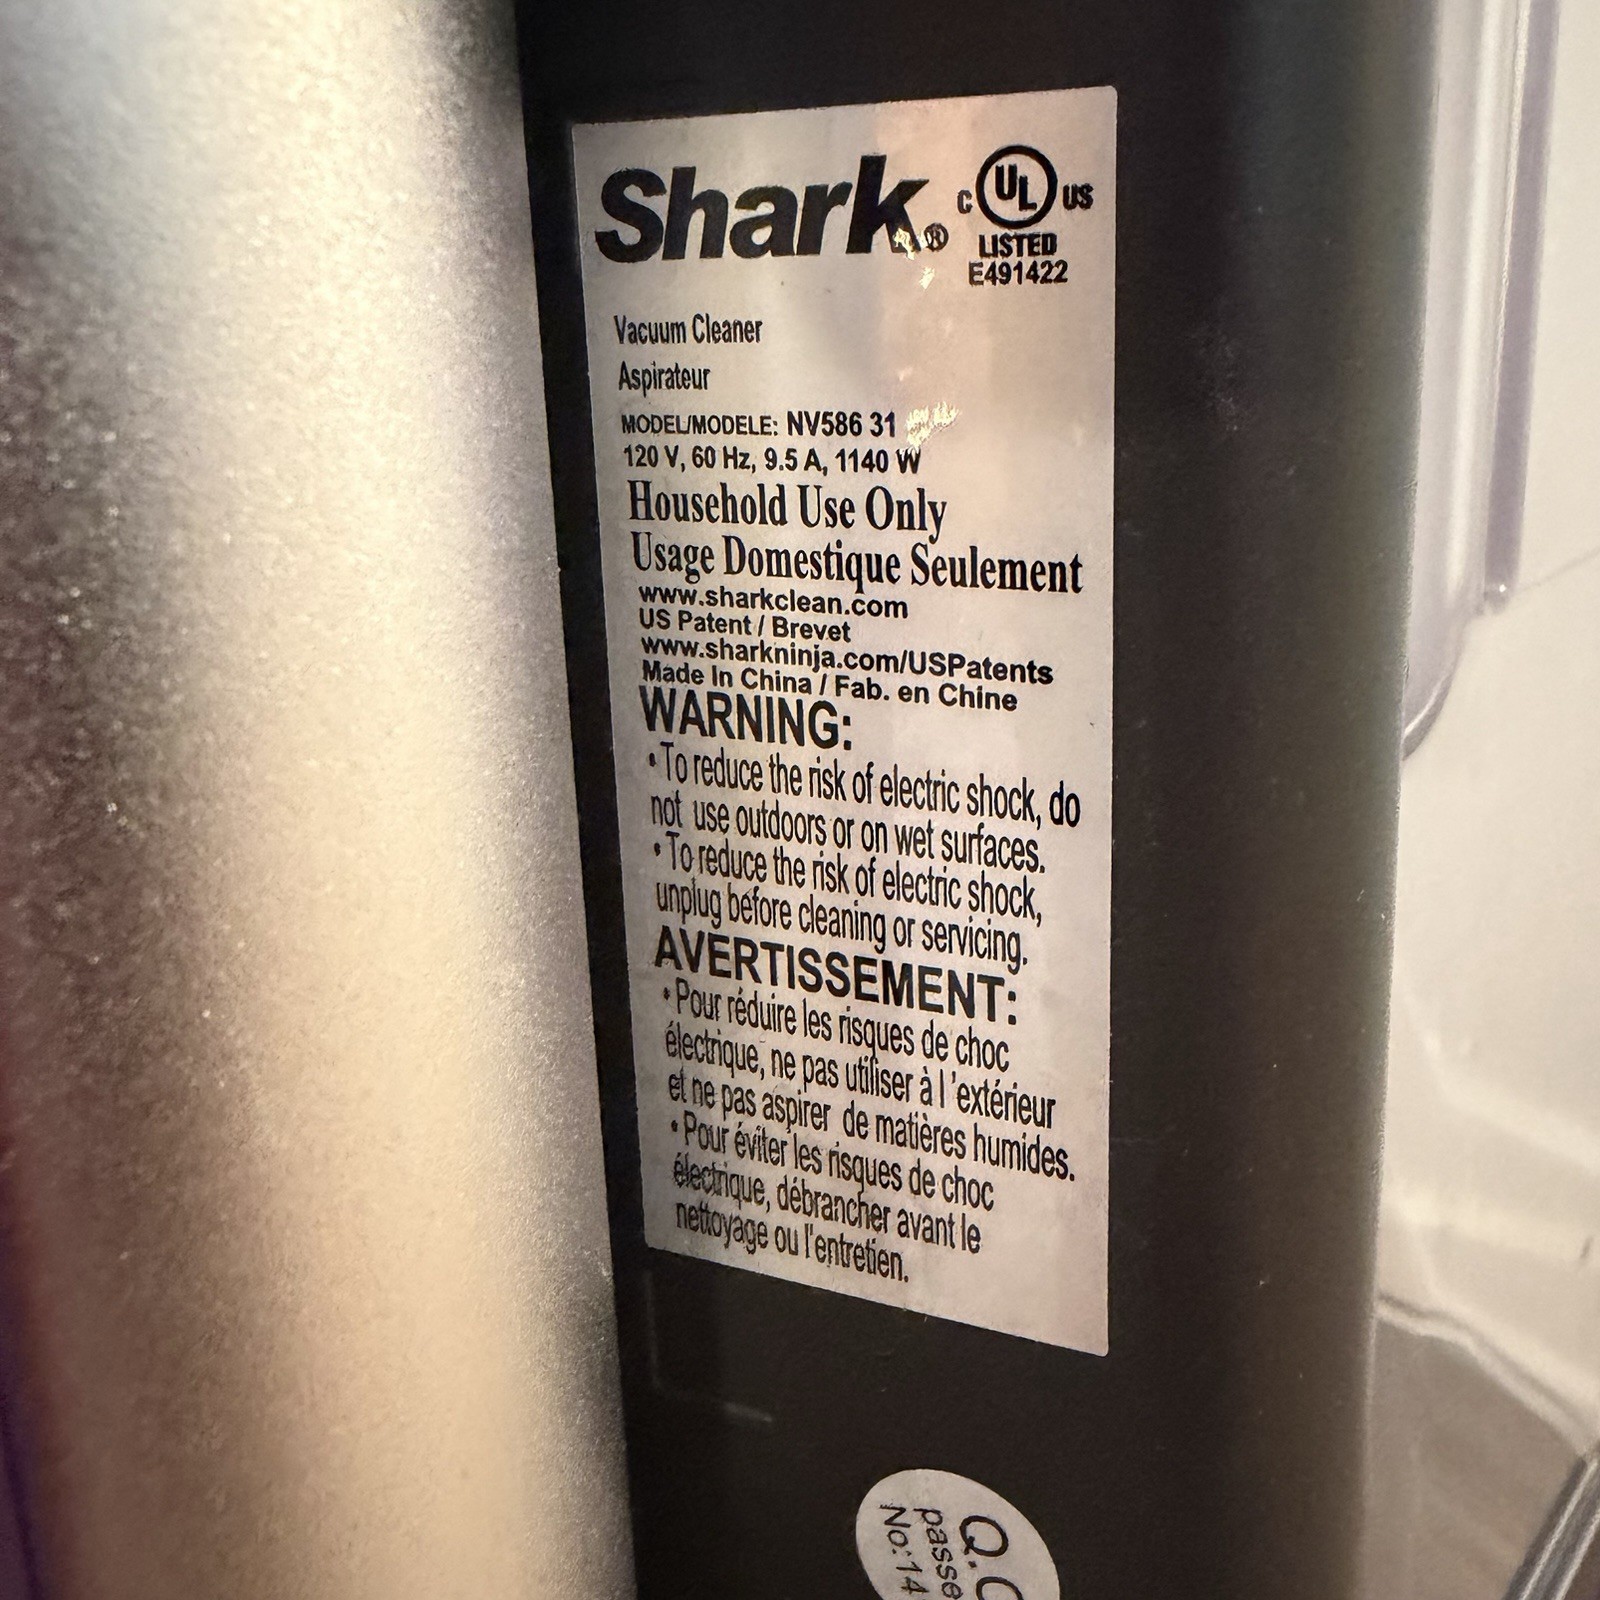 Shark®
C UL US
LISTED
E491422
Vacuum Cleaner
Aspirateur
MODEL/MODELE: NV586 31
120 V, 60 Hz, 9.5 A, 1140 W
Household Use Only
Usage Domestique Seulement
www.sharkclean.com
US Patent / Brevet
www.sharkninja.com/USPatents
Made In China / Fab. en Chine
WARNING:
• To reduce the risk of electric shock, do
not use outdoors or on wet surfaces.
• To reduce the risk of electric shock,
unplug before cleaning or servicing.
AVERTISSEMENT:
• Pour réduire les risques de choc
électrique, ne pas utiliser à l'extérieur
et ne pas aspirer de matières humides.
• Pour éviter les risques de choc
électrique, débrancher avant le
nettoyage ou l'entretien.
Q.C
passe
No:14